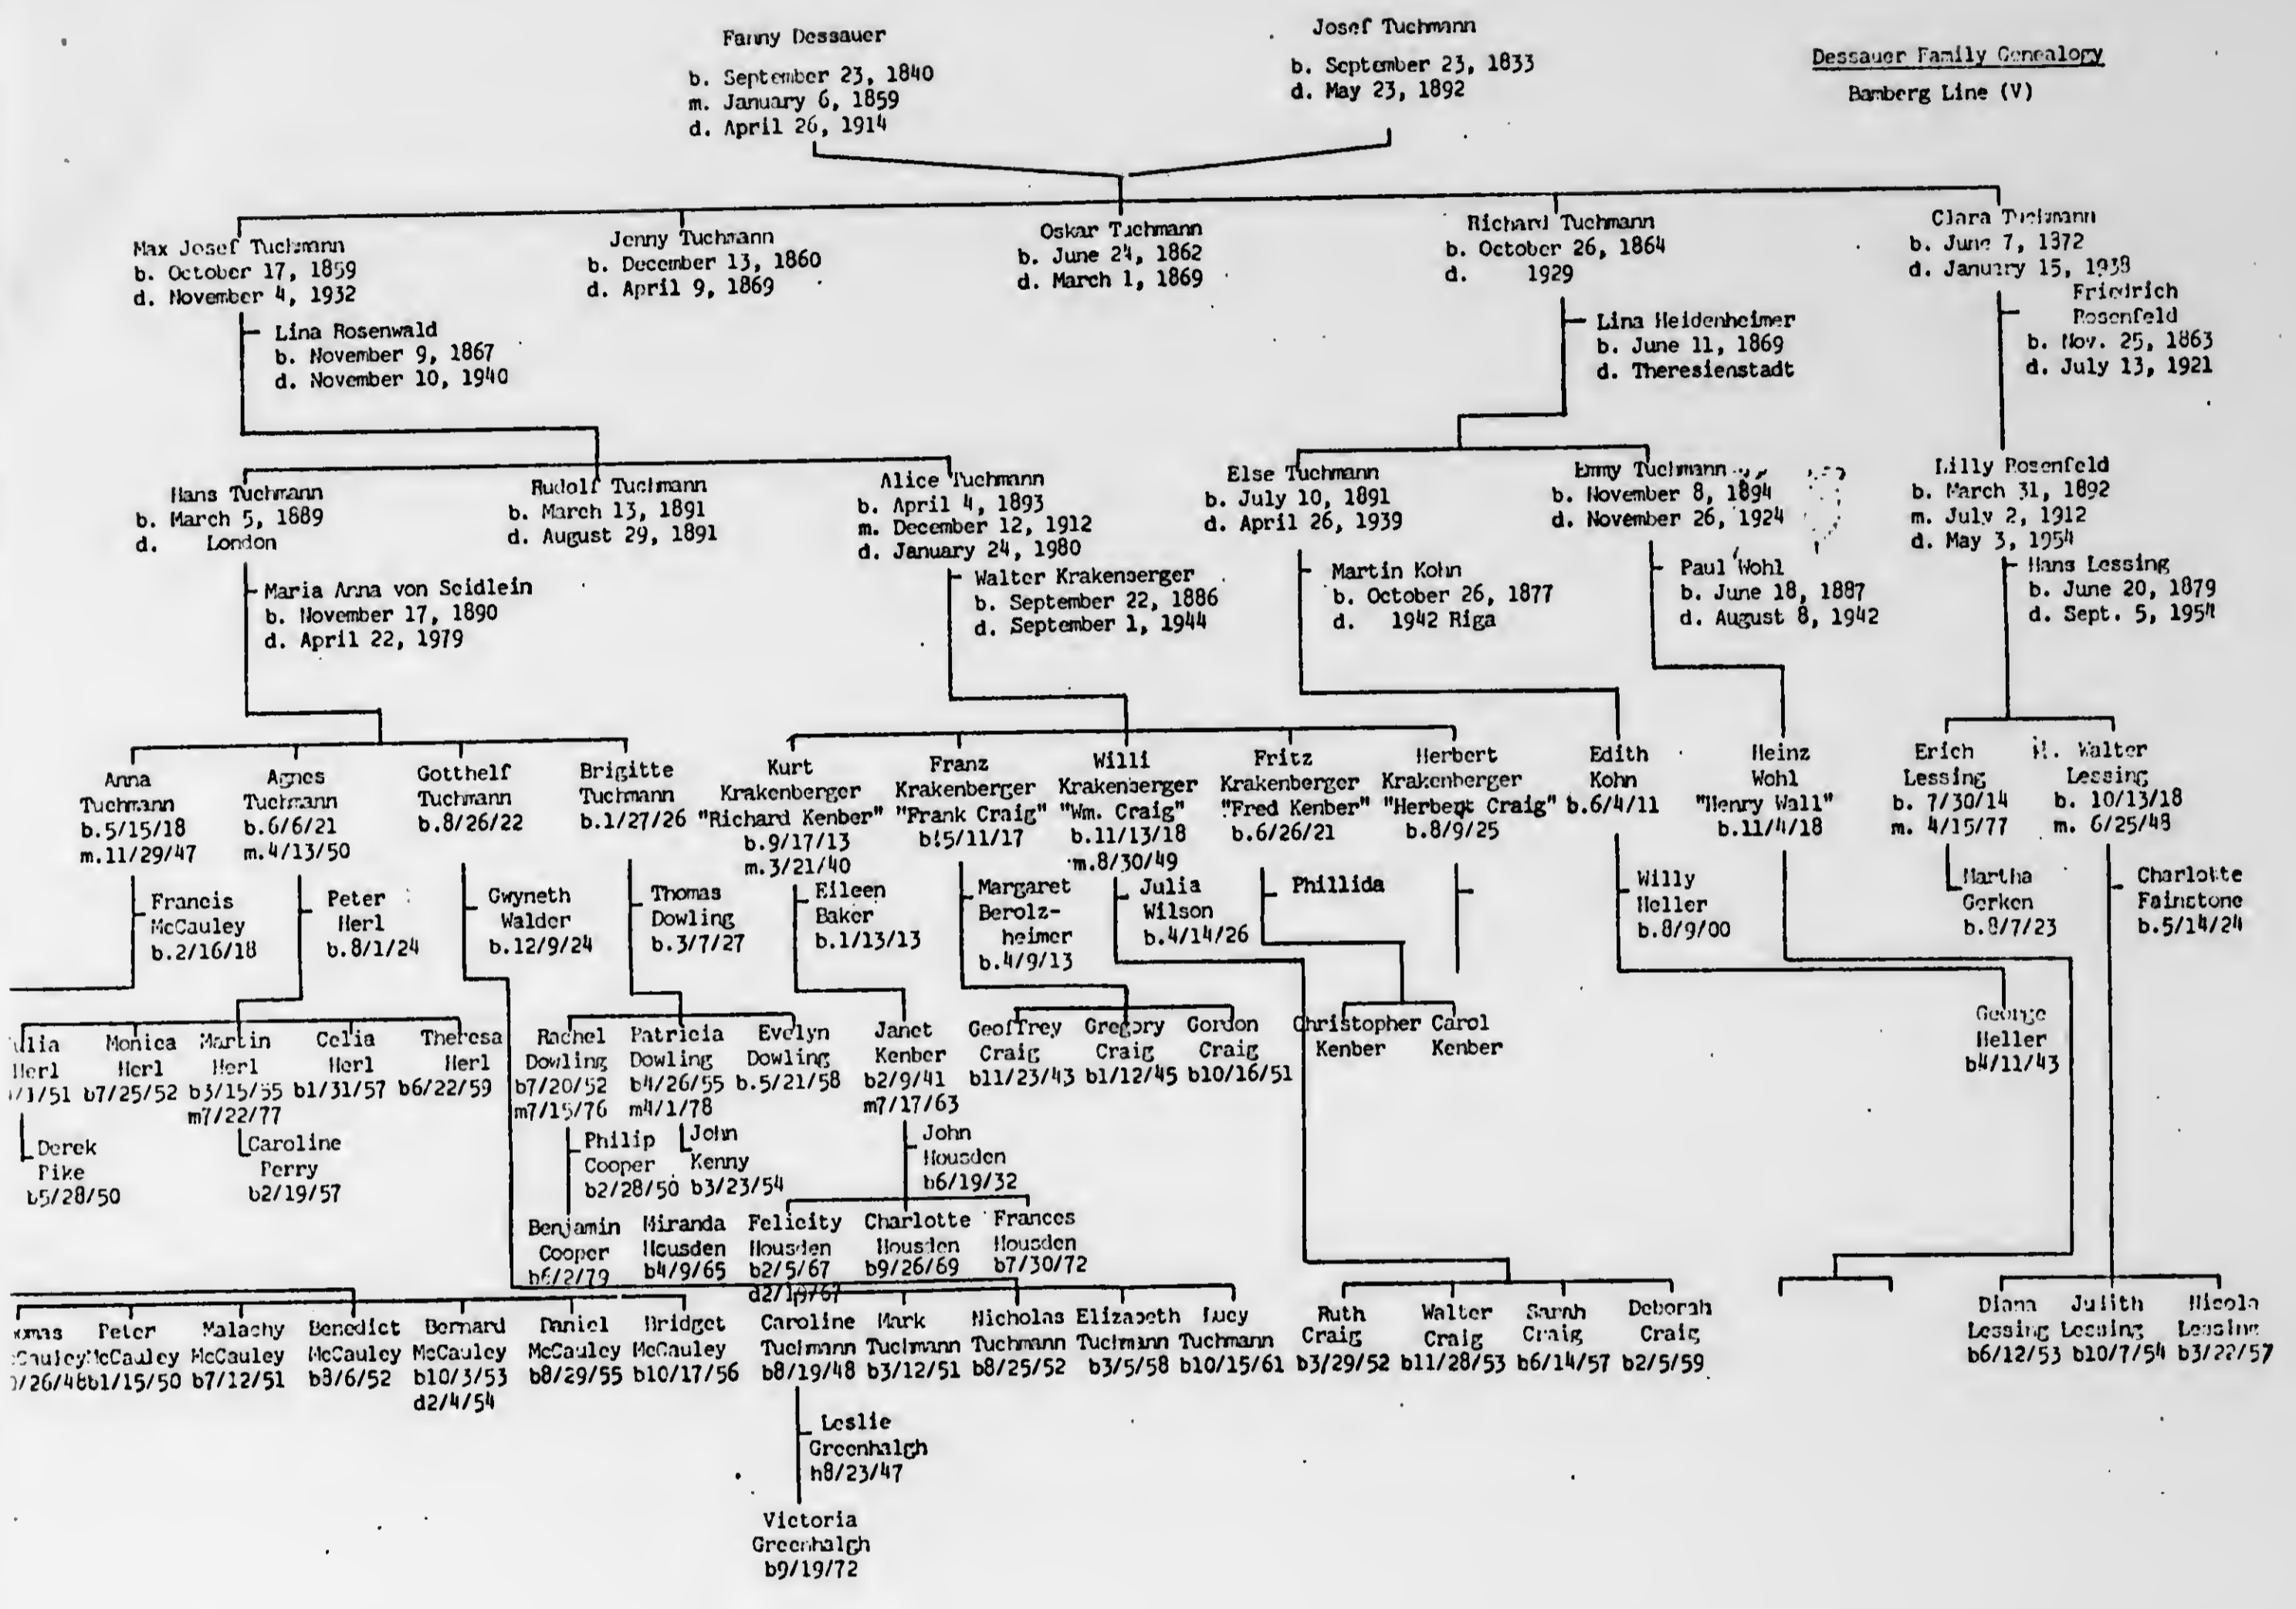 Fanny Dessauer
b. September 23, 1840
m. January 6, 1859
d. April 26, 1914
Josef Tuchmann
b. September 23, 1833
d. May 23, 1892
Dessauer Family Genealogy
Bamberg Line (V)
Max Josef Tuchmann
b. October 17, 1859
d. November 4, 1932
Lina Rosenwald
b. November 9, 1867
d. November 10, 1940
Jenny Tuchmann
b. December 13, 1860
d. April 9, 1869
Oskar Tuchmann
b. June 24, 1862
d. March 1, 1869
Richard Tuchmann
b. October 26, 1864
d. 1929
Lina Heidenheimer
b. June 11, 1869
d. Theresienstadt
Clara Tuchmann
b. June 7, 1872
d. January 15, 1938
Friedrich
Rosenfeld
b. Nov. 25, 1863
d. July 13, 1921
Hans Tuchmann
b. March 5, 1889
d. London
Maria Anna von Seidlein
b. November 17, 1890
d. April 22, 1979
Rudolf Tuchmann
b. March 13, 1891
d. August 29, 1891
Alice Tuchmann
b. April 4, 1893
m. December 12, 1912
d. January 24, 1980
Walter Krakenberger
b. September 22, 1886
d. September 1, 1944
Else Tuchmann
b. July 10, 1891
d. April 26, 1939
Martin Kohn
b. October 26, 1877
d. 1942 Riga
Emmy Tuchmann
b. November 8, 1894
d. November 26, 1924
Paul Wohl
b. June 18, 1887
d. August 8, 1942
Lilly Rosenfeld
b. March 31, 1892
m. July 2, 1912
d. May 3, 1954
Hans Lessing
b. June 20, 1879
d. Sept. 5, 1954
Anna
Tuchmann
b.5/15/18
m.11/29/47
Francis
McCauley
b.2/16/18
Agnes
Tuchmann
b.6/6/21
m.4/13/50
Peter
Herl
b.8/1/24
Gotthelf
Tuchmann
b.8/26/22
Gwyneth
Walder
b.12/9/24
Brigitte
Tuchmann
b.1/27/26
Thomas
Dowling
b.3/7/27
Kurt
Krakenberger
"Richard Kenber"
b.9/17/13
m.3/21/40
Eileen
Baker
b.1/13/13
Franz
Krakenberger
"Frank Craig"
b.5/11/17
Margaret
Berolz-
heimer
b.4/9/13
Willi
Krakenberger
"Wm. Craig"
b.11/13/18
m.8/30/49
Julia
Wilson
b.4/14/26
Fritz
Krakenberger
"Fred Kenber"
b.6/26/21
Phillida
Herbert
Krakenberger
"Herbert Craig"
b.8/9/25
Edith
Kohn
b.6/4/11
Willy
Heller
b.8/9/00
Heinz
Wohl
"Henry Wall"
b.11/4/18
Erich
Lessing
b. 7/30/14
m. 4/15/77
Martha
Gerken
b.8/7/23
H. Walter
Lessing
b. 10/13/18
m. 6/25/48
Charlotte
Fainstone
b.5/14/24
Herl
Derek
Pike
b5/28/50
Monica
Herl
b7/25/52
Martin
Herl
b3/15/55
m7/22/77
Caroline
Perry
b2/19/57
Celia
Herl
b1/31/57
Theresa
Herl
b6/22/59
Rachel
Dowling
b7/20/52
m7/15/76
Philip
Cooper
b2/28/50
Patricia
Dowling
b4/26/55
m4/1/78
John
Kenny
b3/23/54
Evelyn
Dowling
b.5/21/58
Janet
Kenber
b2/9/41
m7/17/63
John
Housden
b6/19/32
Geoffrey
Craig
b11/23/43
Gregory
Craig
b1/12/45
Gordon
Craig
b10/16/51
Christopher
Kenber
Carol
Kenber
George
Heller
b4/11/43
Benjamin
Cooper
b6/2/79
Miranda
Housden
b4/9/65
Felicity
Housden
b2/5/67
d2/19/67
Charlotte
Housden
b9/26/69
Frances
Housden
b7/30/72
Peter
McCauley
b1/15/50
Malachy
McCauley
b7/12/51
Benedict
McCauley
b8/6/52
Bernard
McCauley
b10/3/53
d2/4/54
Daniel
McCauley
b8/29/55
Bridget
McCauley
b10/17/56
Caroline
Tuchmann
b8/19/48
Leslie
Greenhalgh
b8/23/47
Victoria
Greenhalgh
b9/19/72
Mark
Tuchmann
b3/12/51
Nicholas
Tuchmann
b8/25/52
Elizabeth
Tuchmann
b3/5/58
Lucy
Tuchmann
b10/15/61
Ruth
Craig
b3/29/52
Walter
Craig
b11/28/53
Sarah
Craig
b6/14/57
Deborah
Craig
b2/5/59
Diana
Lessing
b6/12/53
Judith
Lessing
b10/7/54
Nicola
Lessing
b3/22/57